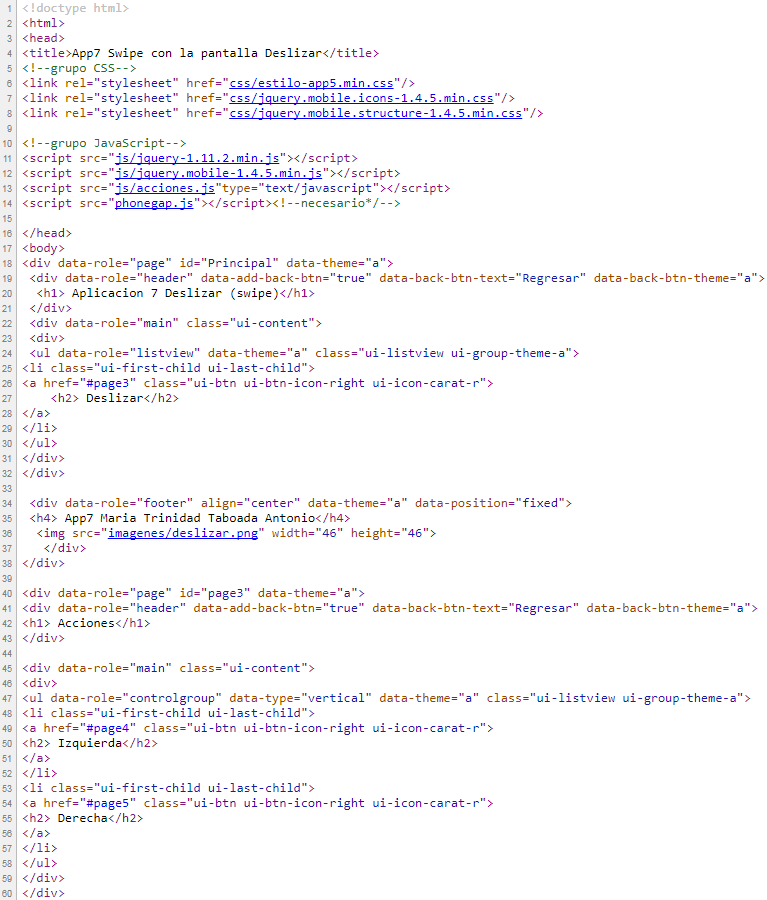 1 <!doctype html>
2 <html>
3 <head>
4 <title>App7 Swipe con la pantalla Deslizar</title>
5 <!--grupo CSS-->
6 <link rel="stylesheet" href="css/estilo-app5.min.css"/>
7 <link rel="stylesheet" href="css/jquery.mobile.icons-1.4.5.min.css"/>
8 <link rel="stylesheet" href="css/jquery.mobile.structure-1.4.5.min.css"/>
9
10 <!--grupo JavaScript-->
11 <script src="js/jquery-1.11.2.min.js"></script>
12 <script src="js/jquery.mobile-1.4.5.min.js"></script>
13 <script src="js/acciones.js"type="text/javascript"></script>
14 <script src="phonegap.js"></script><!--necesario*/-->
15
16 </head>
17 <body>
18 <div data-role="page" id="Principal" data-theme="a">
19 <div data-role="header" data-add-back-btn="true" data-back-btn-text="Regresar" data-back-btn-theme="a">
20 <h1> Aplicacion 7 Deslizar (swipe)</h1>
21 </div>
22 <div data-role="main" class="ui-content">
23 <div>
24 <ul data-role="listview" data-theme="a" class="ui-listview ui-group-theme-a">
25 <li class="ui-first-child ui-last-child">
26 <a href="#page3" class="ui-btn ui-btn-icon-right ui-icon-carat-r">
27 <h2> Deslizar</h2>
28 </a>
29 </li>
30 </ul>
31 </div>
32 </div>
33
34 <div data-role="footer" align="center" data-theme="a" data-position="fixed">
35 <h4> App7 Maria Trinidad Taboada Antonio</h4>
36 <img src="imagenes/deslizar.png" width="46" height="46">
37 </div>
38 </div>
39
40 <div data-role="page" id="page3" data-theme="a">
41 <div data-role="header" data-add-back-btn="true" data-back-btn-text="Regresar" data-back-btn-theme="a">
42 <h1> Acciones</h1>
43 </div>
44
45 <div data-role="main" class="ui-content">
46 <div>
47 <ul data-role="controlgroup" data-type="vertical" data-theme="a" class="ui-listview ui-group-theme-a">
48 <li class="ui-first-child ui-last-child">
49 <a href="#page4" class="ui-btn ui-btn-icon-right ui-icon-carat-r">
50 <h2> Izquierda</h2>
51 </a>
52 </li>
53 <li class="ui-first-child ui-last-child">
54 <a href="#page5" class="ui-btn ui-btn-icon-right ui-icon-carat-r">
55 <h2> Derecha</h2>
56 </a>
57 </li>
58 </ul>
59 </div>
60 </div>